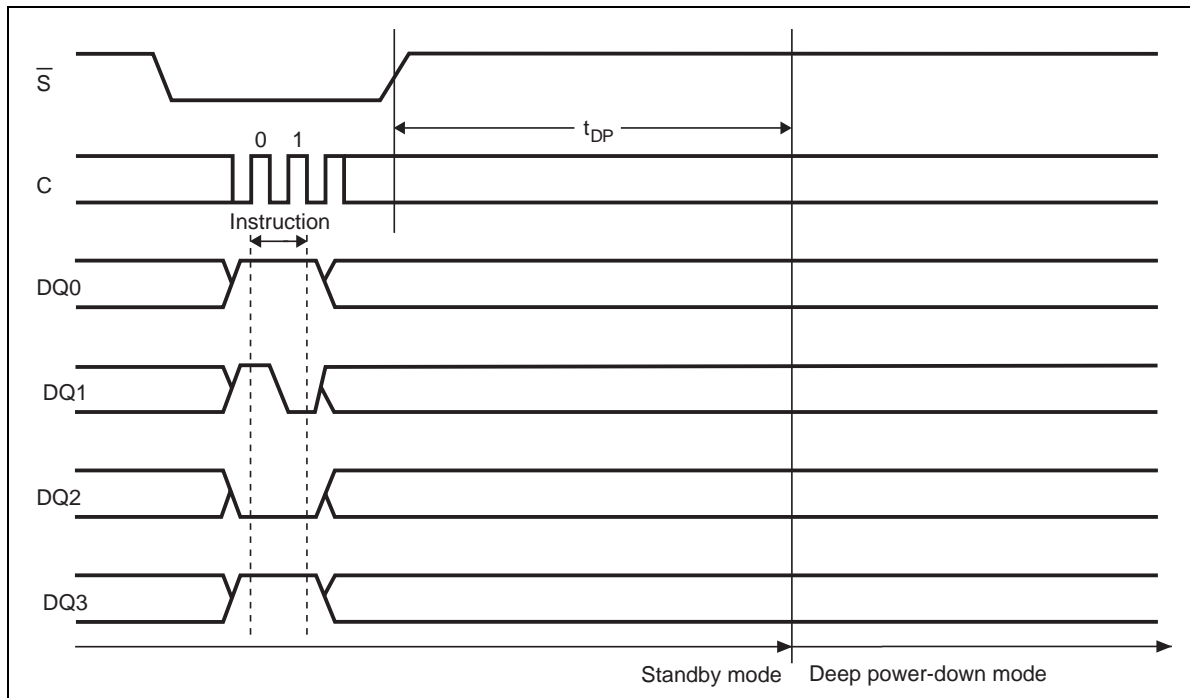 S̅
t_DP
0 1
C
Instruction
DQ0
DQ1
DQ2
DQ3
Standby mode Deep power-down mode